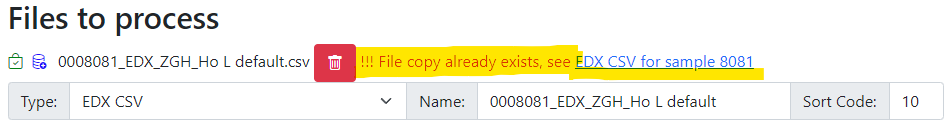 Files to process
0008081_EDX_ZGH_Ho L default.csv !!! File copy already exists, see EDX CSV for sample 8081
Type: EDX CSV Name: 0008081_EDX_ZGH_Ho L default Sort Code: 10